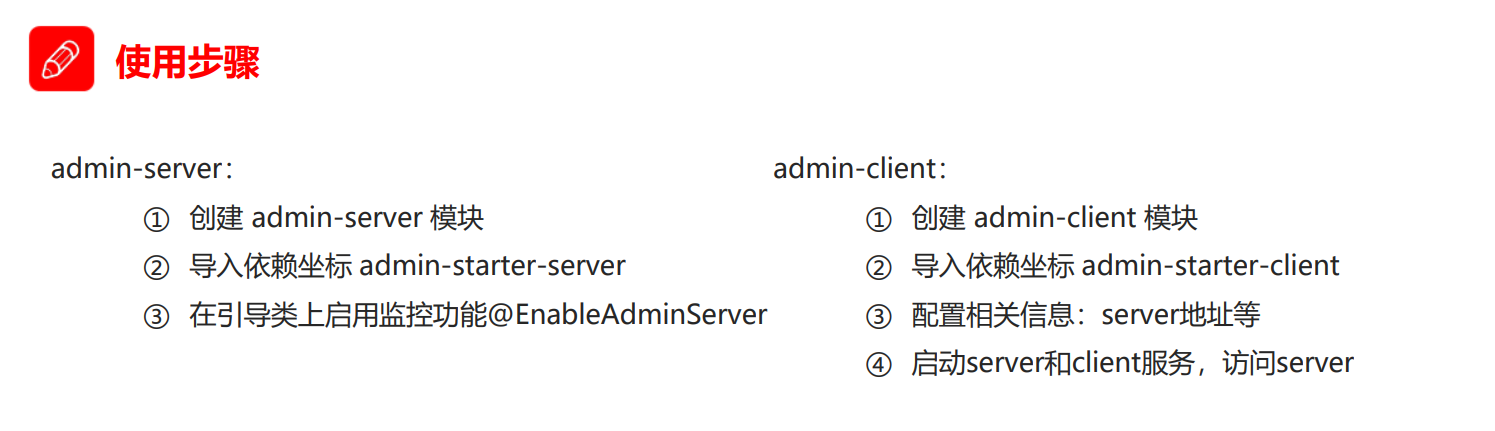 使用步骤
admin-server：
① 创建 admin-server 模块
② 导入依赖坐标 admin-starter-server
③ 在引导类上启用监控功能@EnableAdminServer
admin-client：
① 创建 admin-client 模块
② 导入依赖坐标 admin-starter-client
③ 配置相关信息：server地址等
④ 启动server和client服务，访问server